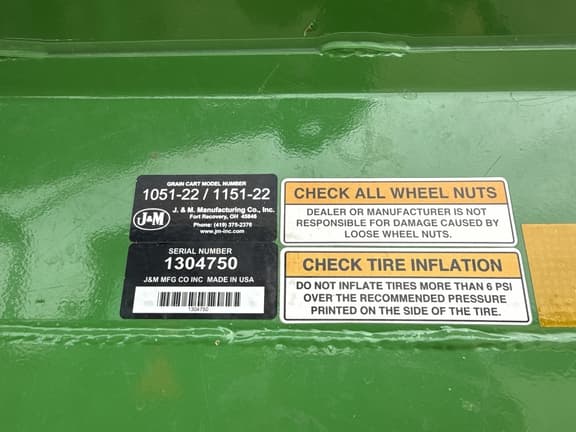 GRAIN CART MODEL NUMBER
1051-22 / 1151-22
J&M
J. & M. Manufacturing Co., Inc.
Fort Recovery, OH 45846
Phone: (419) 375-2376
www.jm-inc.com
SERIAL NUMBER
1304750
J&M MFG CO INC MADE IN USA
1304750
CHECK ALL WHEEL NUTS
DEALER OR MANUFACTURER IS NOT
RESPONSIBLE FOR DAMAGE CAUSED BY
LOOSE WHEEL NUTS.
CHECK TIRE INFLATION
DO NOT INFLATE TIRES MORE THAN 6 PSI
OVER THE RECOMMENDED PRESSURE
PRINTED ON THE SIDE OF THE TIRE.